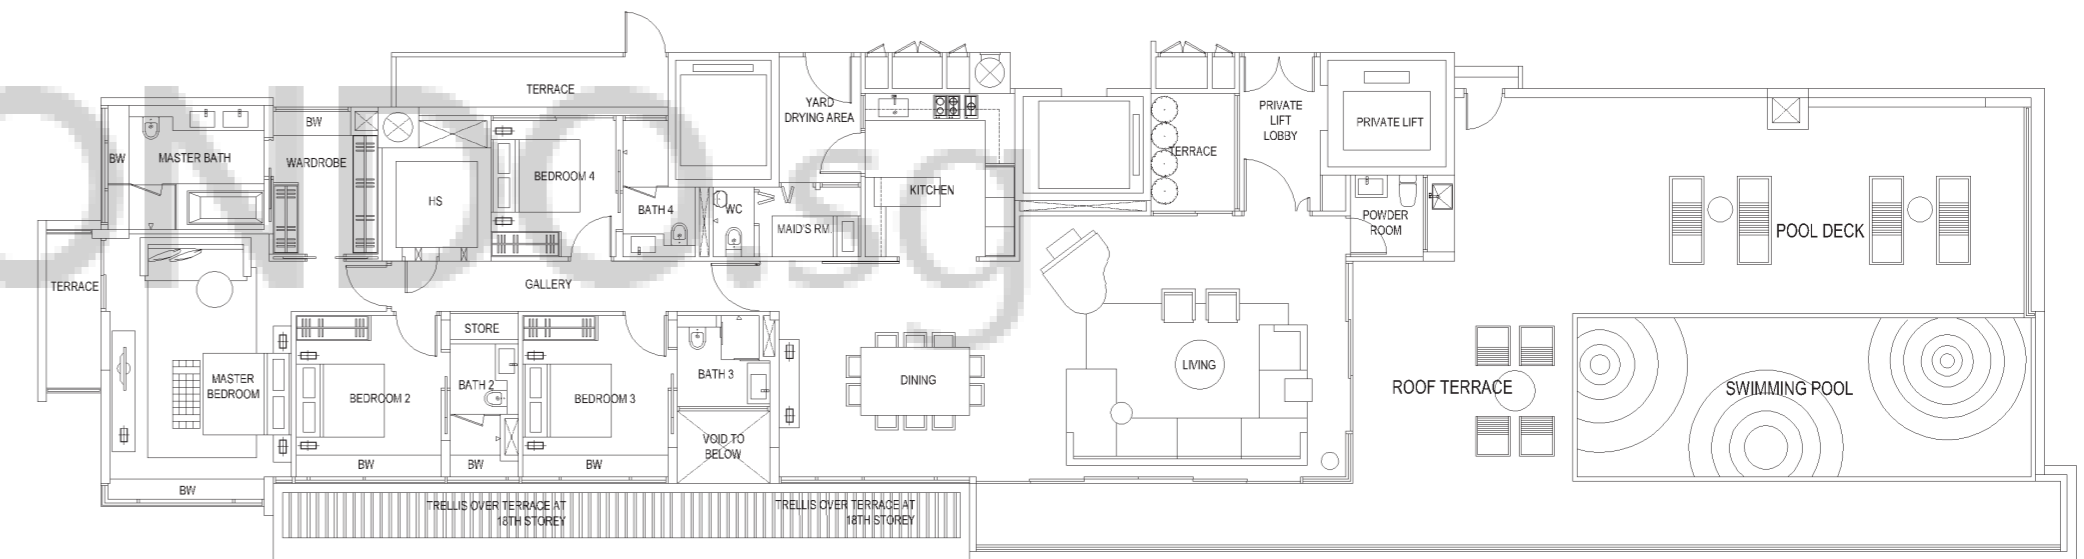 TERRACE
YARD
DRYING AREA
PRIVATE
LIFT
LOBBY
PRIVATE LIFT
BW
BW
MASTER BATH
WARDROBE
TERRACE
HS
BEDROOM 4
KITCHEN
BATH 4
WC
MAID'S RM.
POWDER
ROOM
POOL DECK
TERRACE
GALLERY
STORE
MASTER
BEDROOM
BEDROOM 2
BATH 2
BEDROOM 3
BATH 3
DINING
LIVING
ROOF TERRACE
SWIMMING POOL
VOID TO
BELOW
BW
BW
BW
BW
TRELLIS OVER TERRACE AT
18TH STOREY
TRELLIS OVER TERRACE AT
18TH STOREY
ONDO.sg